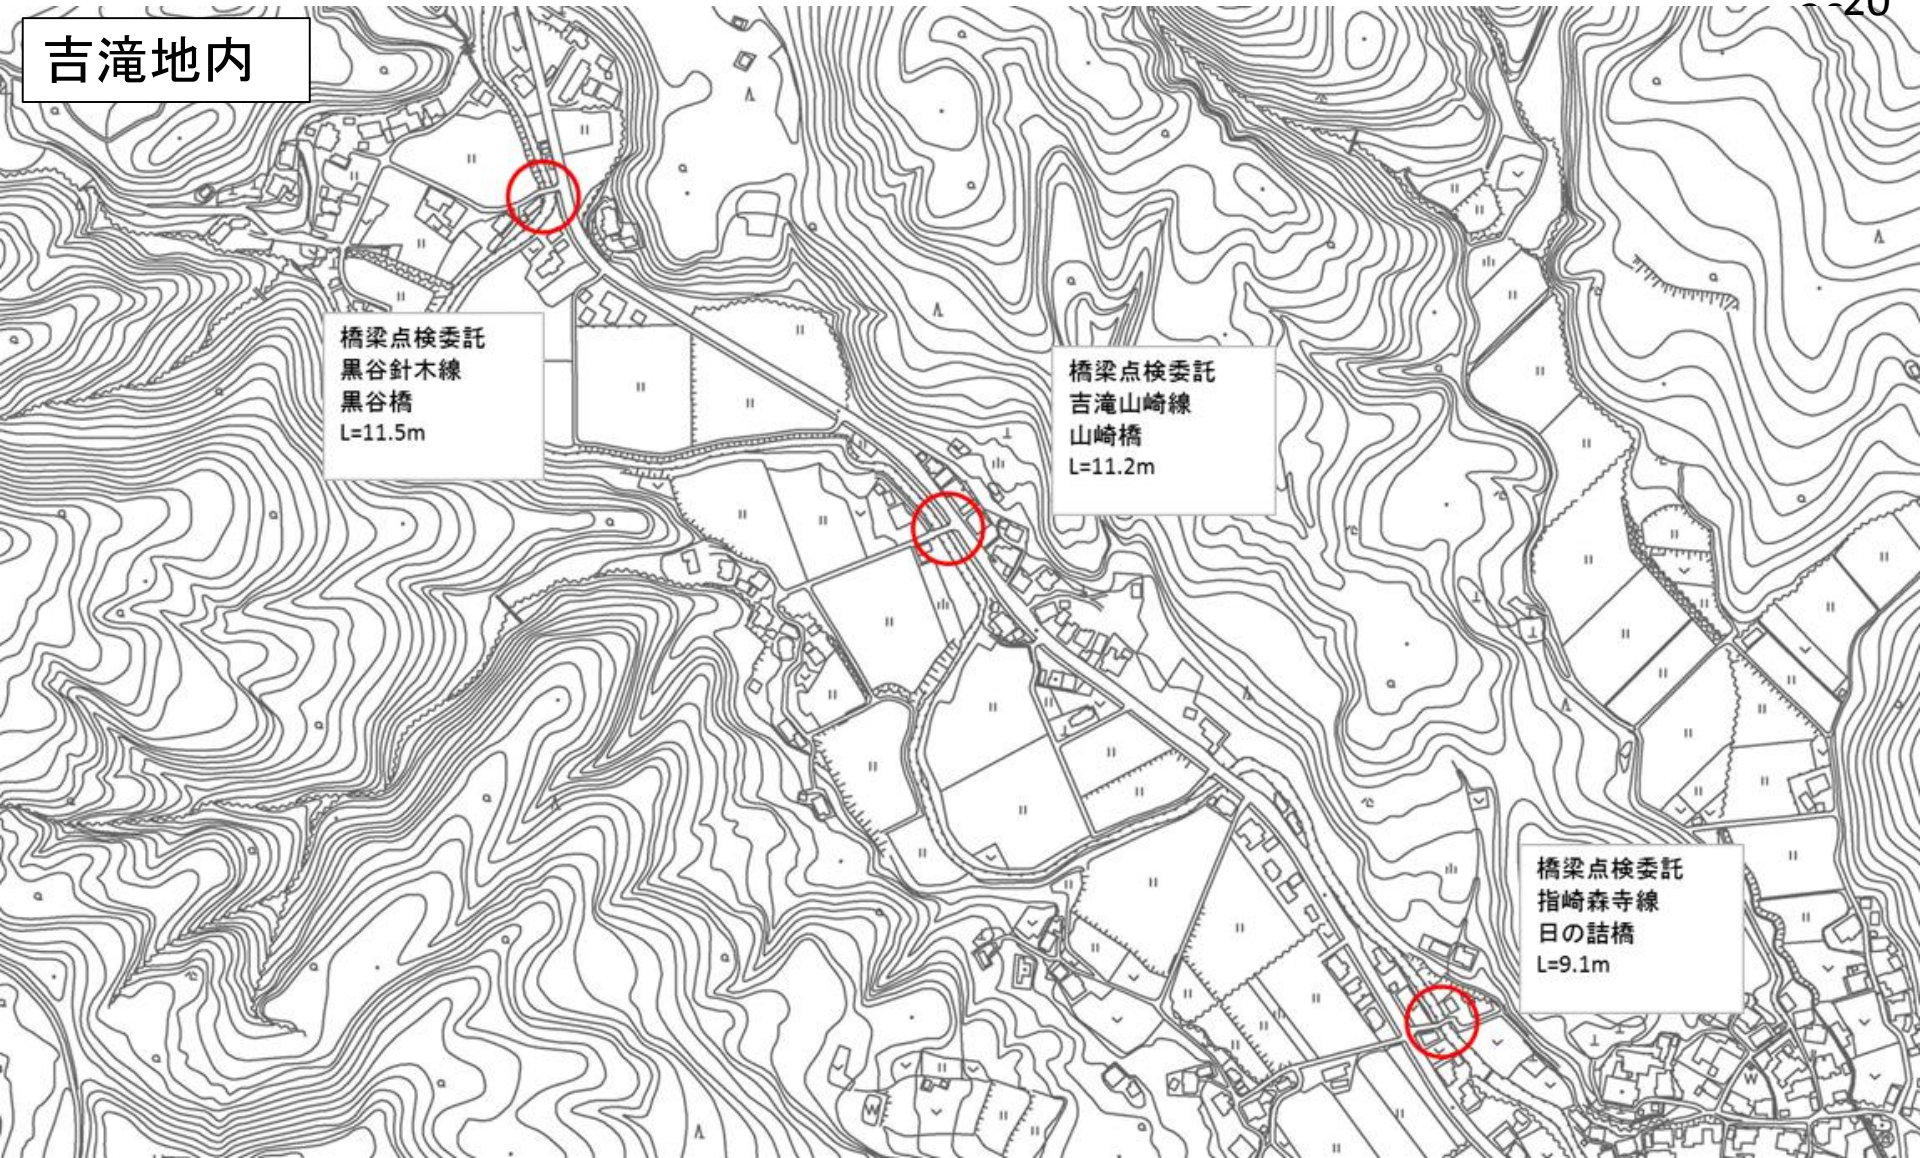 吉滝地内
橋梁点検委託
黒谷針木線
黒谷橋
L=11.5m
橋梁点検委託
吉滝山崎線
山崎橋
L=11.2m
橋梁点検委託
指崎森寺線
日の詰橋
L=9.1m